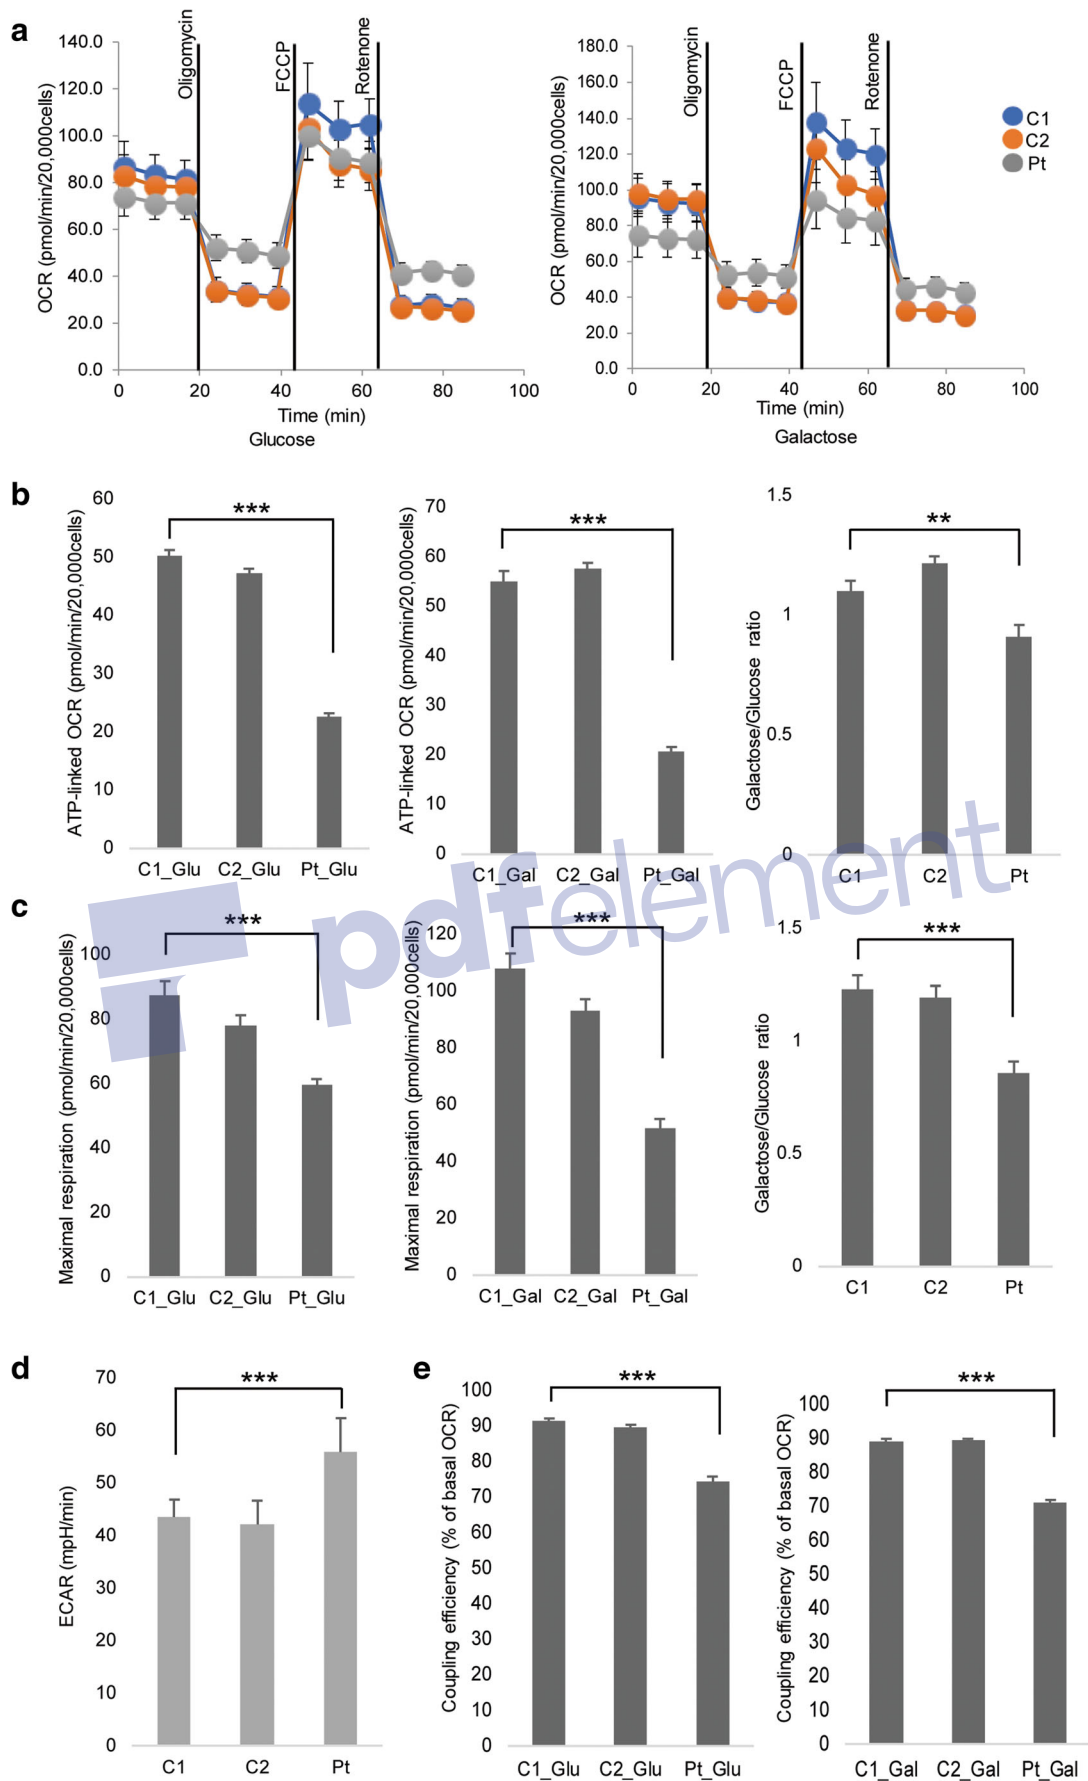 a
OCR (pmol/min/20,000cells)
140.0
120.0
100.0
80.0
60.0
40.0
20.0
0.0
Oligomycin
FCCP
Rotenone
0 20 40 60 80 100
Time (min)
Glucose
OCR (pmol/min/20,000cells)
180.0
160.0
140.0
120.0
100.0
80.0
60.0
40.0
20.0
0.0
Oligomycin
FCCP
Rotenone
0 20 40 60 80 100
Time (min)
Galactose
C1
C2
Pt
b
ATP-linked OCR (pmol/min/20,000cells)
60
50
40
30
20
10
0
***
C1_Glu C2_Glu Pt_Glu
ATP-linked OCR (pmol/min/20,000cells)
70
60
50
40
30
20
10
0
***
C1_Gal C2_Gal Pt_Gal
Galactose/Glucose ratio
1.5
1
0.5
0
**
C1 C2 Pt
pdfelement
c
Maximal respiration (pmol/min/20,000cells)
100
80
60
40
20
0
***
C1_Glu C2_Glu Pt_Glu
Maximal respiration (pmol/min/20,000cells)
120
100
80
60
40
20
0
***
C1_Gal C2_Gal Pt_Gal
Galactose/Glucose ratio
1.5
1
0.5
0
***
C1 C2 Pt
d
ECAR (mpH/min)
70
60
50
40
30
20
10
0
***
C1 C2 Pt
e
Coupling efficiency (% of basal OCR)
100
90
80
70
60
50
40
30
20
10
0
***
C1_Glu C2_Glu Pt_Glu
Coupling efficiency (% of basal OCR)
100
90
80
70
60
50
40
30
20
10
0
***
C1_Gal C2_Gal Pt_Gal